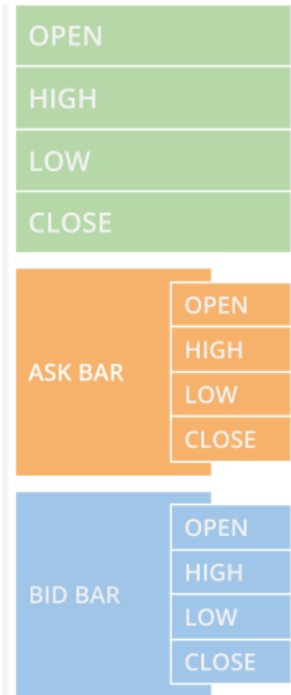 OPEN
HIGH
LOW
CLOSE
ASK BAR
OPEN
HIGH
LOW
CLOSE
BID BAR
OPEN
HIGH
LOW
CLOSE